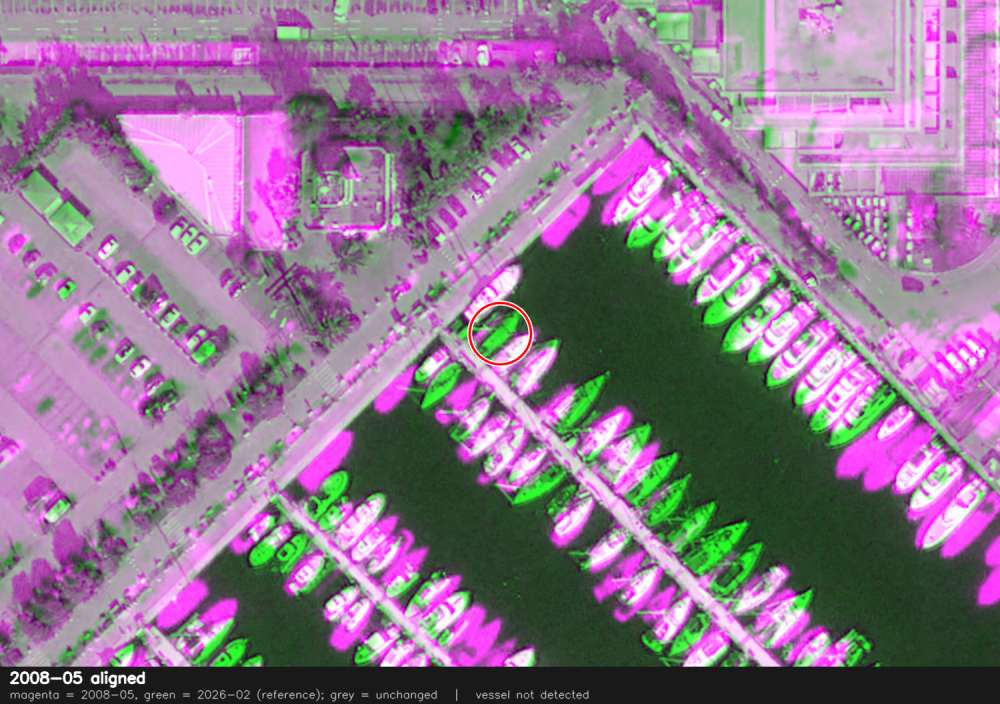 2008-05 aligned
magenta = 2008-05, green = 2026-02 (reference); grey = unchanged | vessel not detected